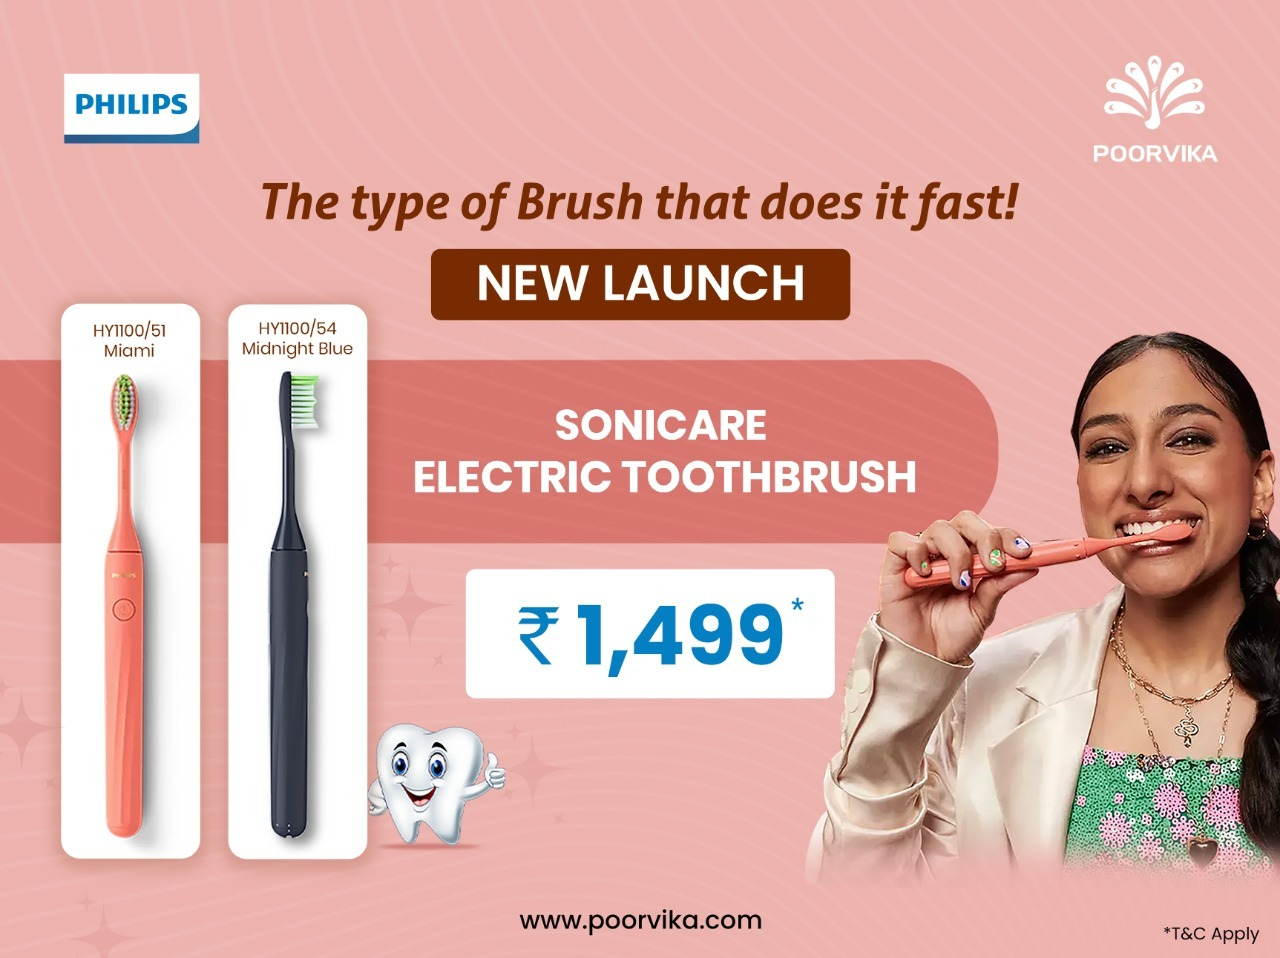 PHILIPS
POORVIKA
The type of Brush that does it fast!
NEW LAUNCH
HY1100/51
Miami
HY1100/54
Midnight Blue
SONICARE
ELECTRIC TOOTHBRUSH
PHILIPS
₹ 1,499*
www.poorvika.com
*T&C Apply